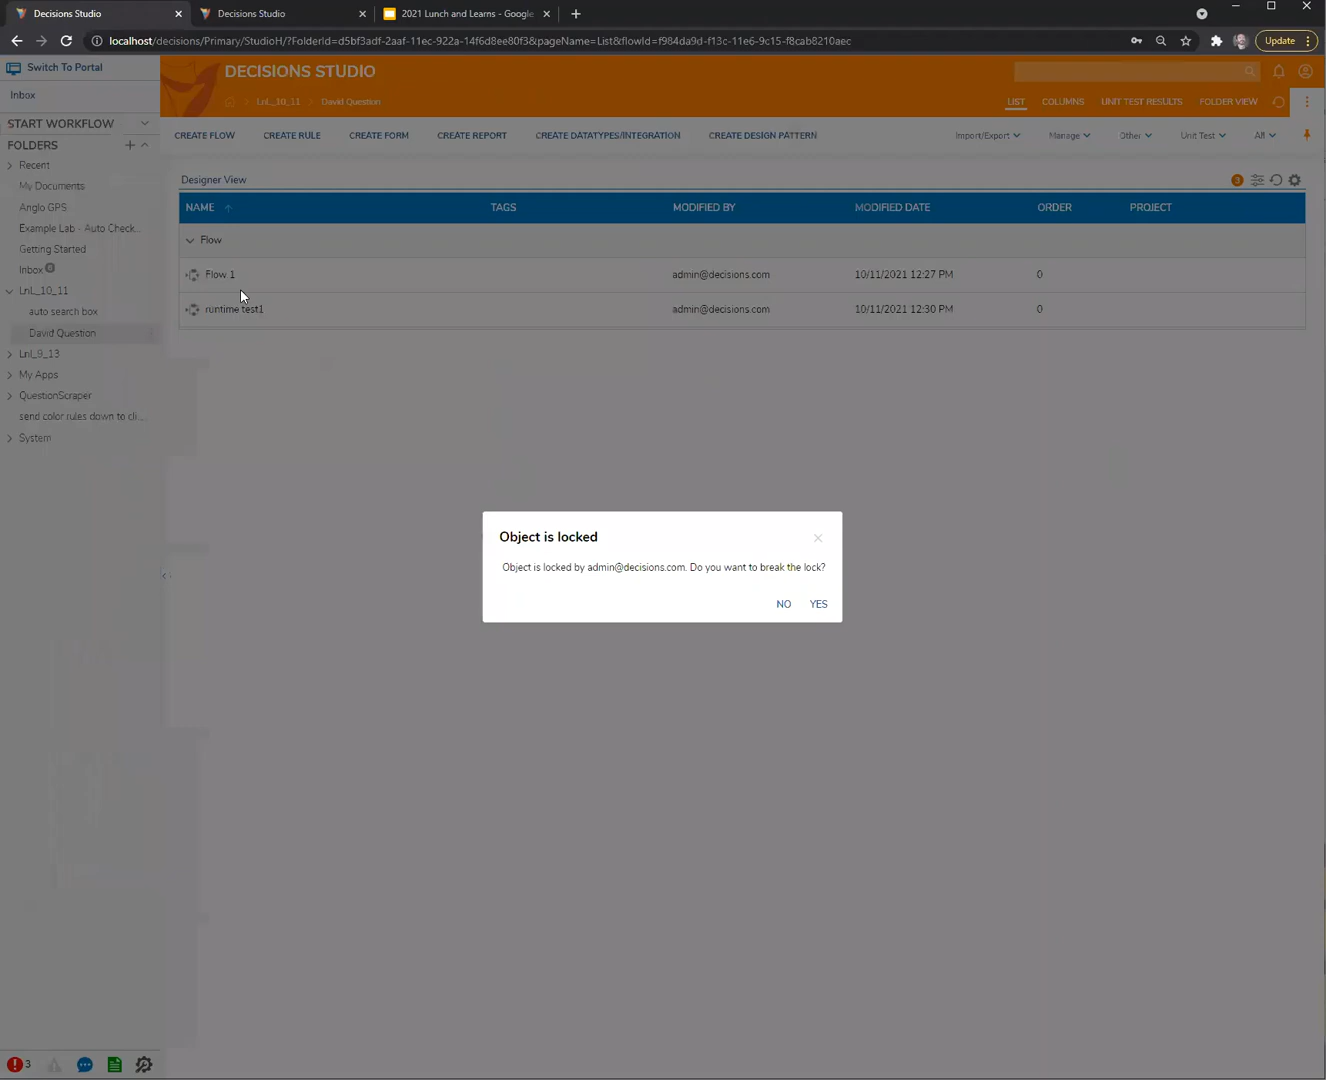 Decisions Studio
Decisions Studio
2021 Lunch and Learns - Google
localhost/decisions/Primary/StudioH/?FolderId=d5bf3adf-2aaf-11ec-922a-14f6d8ee80f3&pageName=List&flowId=f984da9d-f13c-11e6-9c15-f8cab8210aec
Update
Switch To Portal
DECISIONS STUDIO
Inbox
LnL_10_11
David Question
LIST
COLUMNS
UNIT TEST RESULTS
FOLDER VIEW
START WORKFLOW
CREATE FLOW
CREATE RULE
CREATE FORM
CREATE REPORT
CREATE DATATYPES/INTEGRATION
CREATE DESIGN PATTERN
Import/Export
Manage
Other
Unit Test
All
FOLDERS
Recent
My Documents
Anglo GPS
Example Lab - Auto Check...
Getting Started
Inbox
LnL_10_11
auto search box
David Question
LnL_9_13
My Apps
QuestionScraper
send color rules down to cli...
System
Designer View
3
NAME
TAGS
MODIFIED BY
MODIFIED DATE
ORDER
PROJECT
Flow
Flow 1
admin@decisions.com
10/11/2021 12:27 PM
0
runtime test1
admin@decisions.com
10/11/2021 12:30 PM
0
Object is locked
Object is locked by admin@decisions.com. Do you want to break the lock?
NO
YES
3